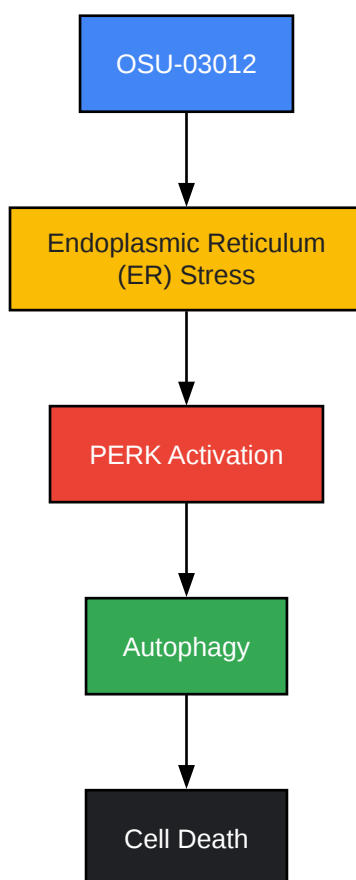 OSU-03012
Endoplasmic Reticulum
(ER) Stress
PERK Activation
Autophagy
Cell Death